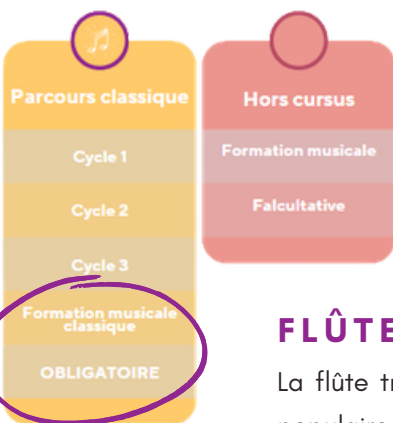 Parcours classique
Cycle 1
Cycle 2
Cycle 3
Formation musicale
classique
OBLIGATOIRE
Hors cursus
Formation musicale
Falcultative
FLÛTE
La flûte